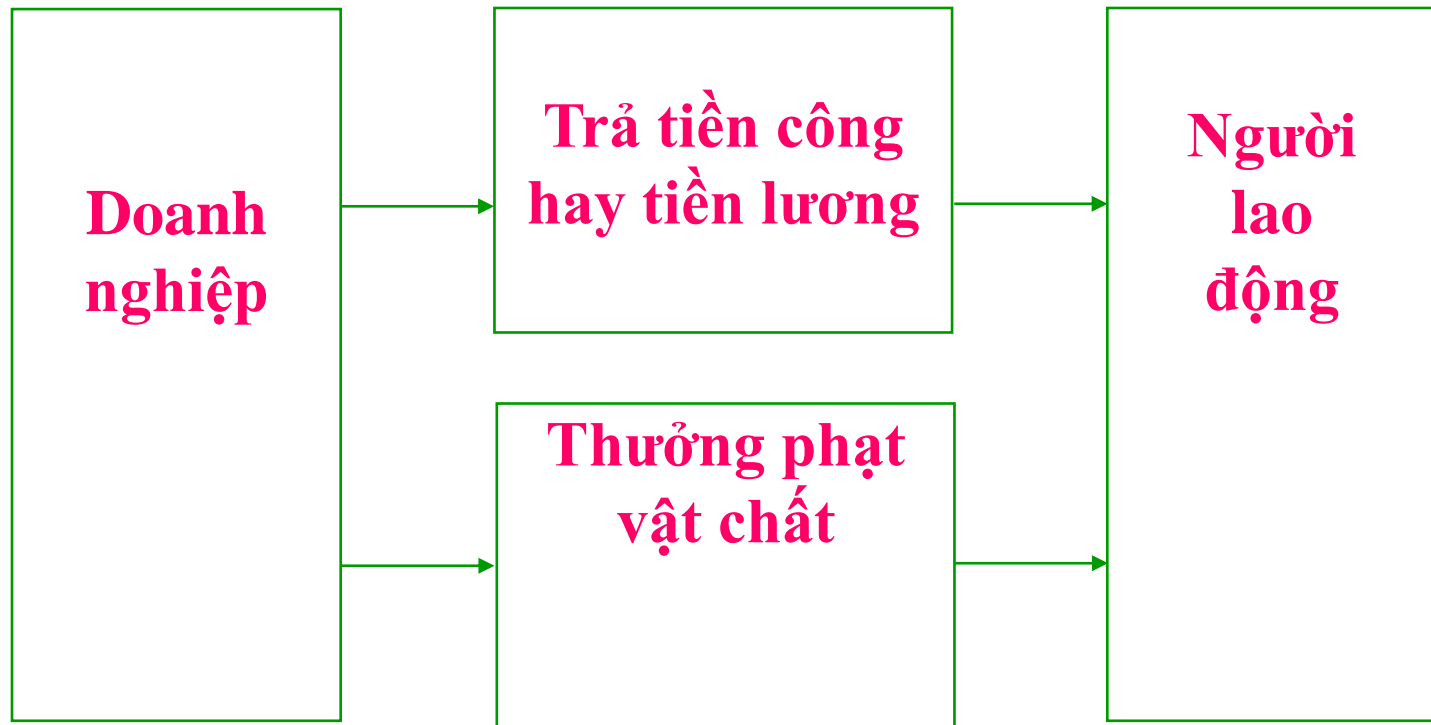 Doanh
nghiệp
Trả tiền công
hay tiền lương
Thưởng phạt
vật chất
Người
lao
động